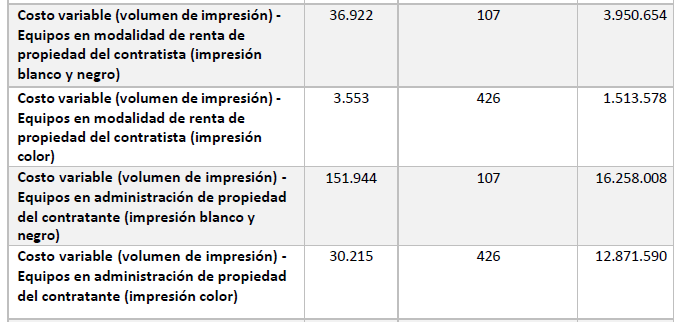 Costo variable (volumen de impresión) - 36.922 107 3.950.654
Equipos en modalidad de renta de
propiedad del contratista (impresión
blanco y negro)
Costo variable (volumen de impresión) - 3.553 426 1.513.578
Equipos en modalidad de renta de
propiedad del contratista (impresión
color)
Costo variable (volumen de impresión) - 151.944 107 16.258.008
Equipos en administración de propiedad
del contratante (impresión blanco y
negro)
Costo variable (volumen de impresión) - 30.215 426 12.871.590
Equipos en administración de propiedad
del contratante (impresión color)